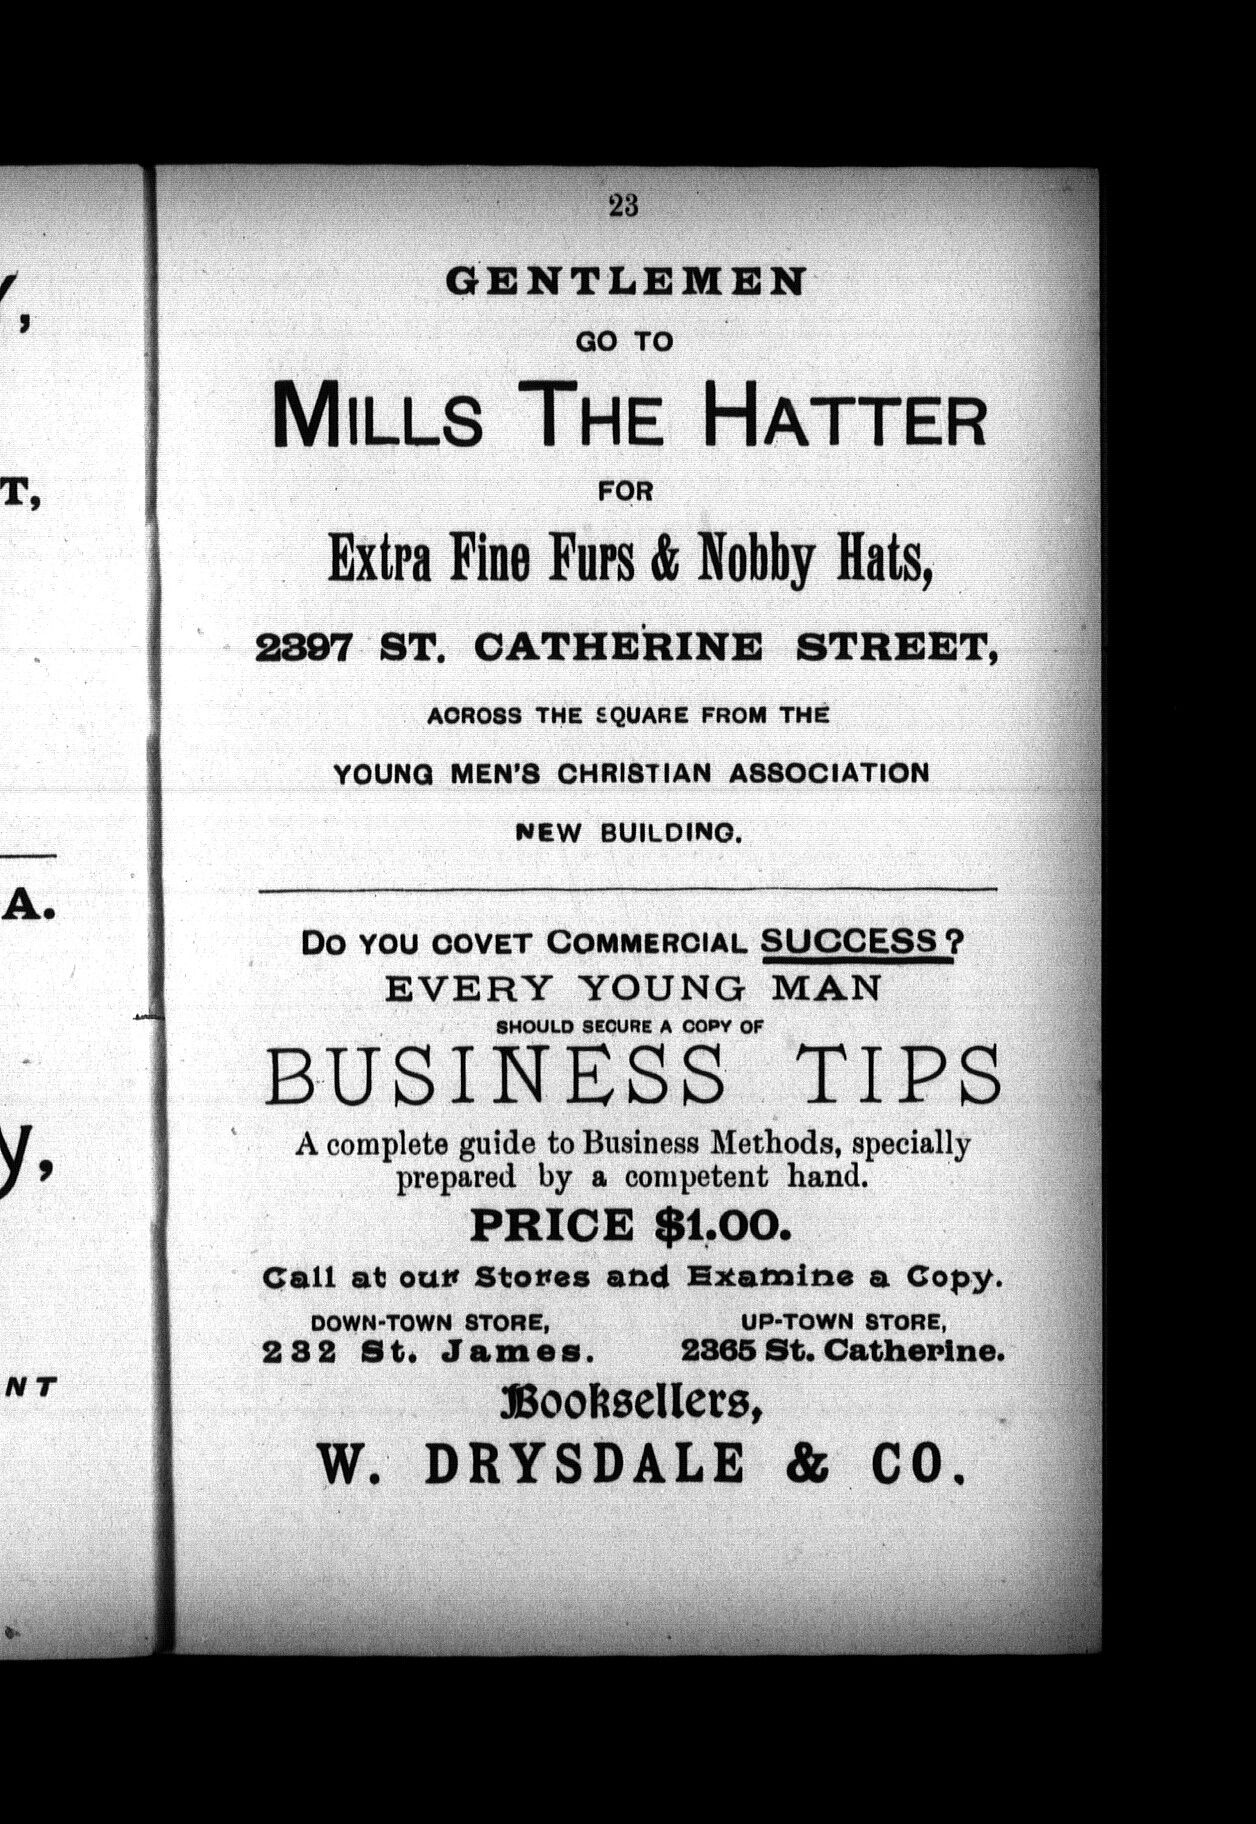 23
GENTLEMEN
GO TO
MILLS THE HATTER
FOR
Extra Fine Furs & Nobby Hats,
2397 ST. CATHERINE STREET,
ACROSS THE SQUARE FROM THE
YOUNG MEN'S CHRISTIAN ASSOCIATION
NEW BUILDING.
DO YOU COVET COMMERCIAL SUCCESS?
EVERY YOUNG MAN
SHOULD SECURE A COPY OF
BUSINESS TIPS
A complete guide to Business Methods, specially
prepared by a competent hand.
PRICE $1.00.
Call at our Stores and Examine a Copy.
DOWN-TOWN STORE, UP-TOWN STORE,
232 St. James. 2365 St. Catherine.
Booksellers,
W. DRYSDALE & CO.